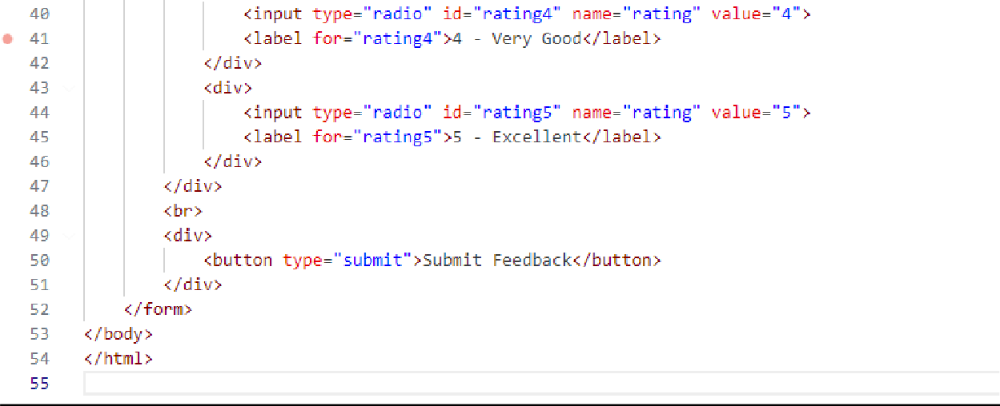 40 <input type="radio" id="rating4" name="rating" value="4">
41 <label for="rating4">4 - Very Good</label>
42 </div>
43 <div>
44 <input type="radio" id="rating5" name="rating" value="5">
45 <label for="rating5">5 - Excellent</label>
46 </div>
47 </div>
48 <br>
49 <div>
50 <button type="submit">Submit Feedback</button>
51 </div>
52 </form>
53 </body>
54 </html>
55